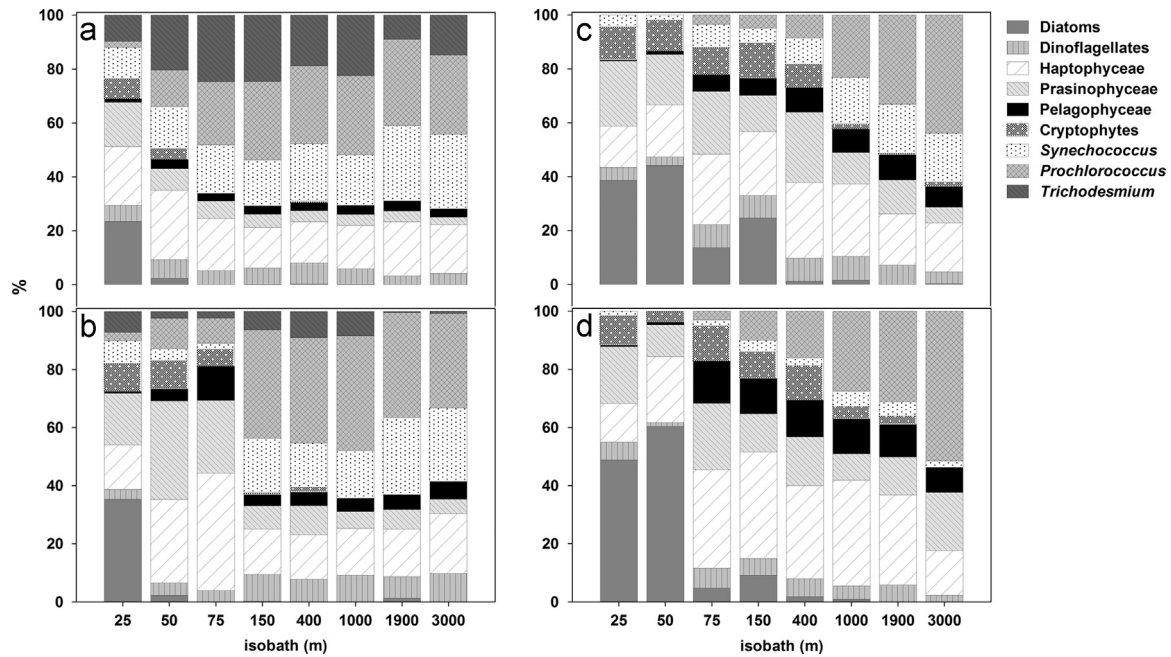 a
100
80
60
40
20
0
c
100
80
60
40
20
0
Diatoms
Dinoflagellates
Haptophyceae
Prasinophyceae
Pelagophyceae
Cryptophytes
Synechococcus
Prochlorococcus
Trichodesmium
%
b
100
80
60
40
20
0
25 50 75 150 400 1000 1900 3000
isobath (m)
d
100
80
60
40
20
0
25 50 75 150 400 1000 1900 3000
isobath (m)